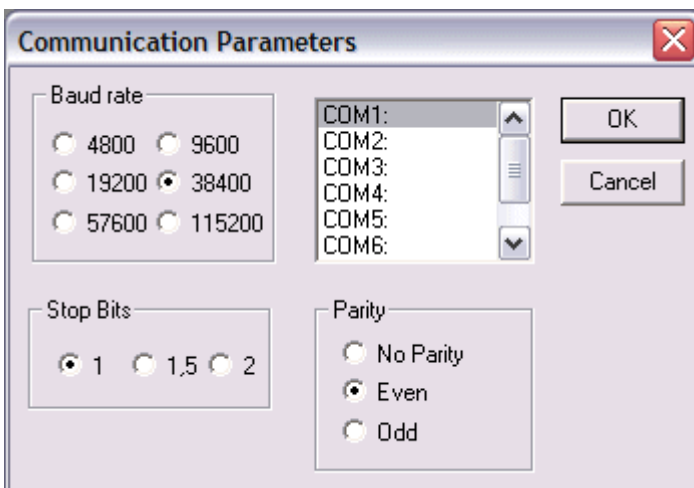 Communication Parameters
Baud rate
4800 9600
19200 38400
57600 115200
COM1:
COM2:
COM3:
COM4:
COM5:
COM6:
OK
Cancel
Stop Bits
1 1,5 2
Parity
No Parity
Even
Odd